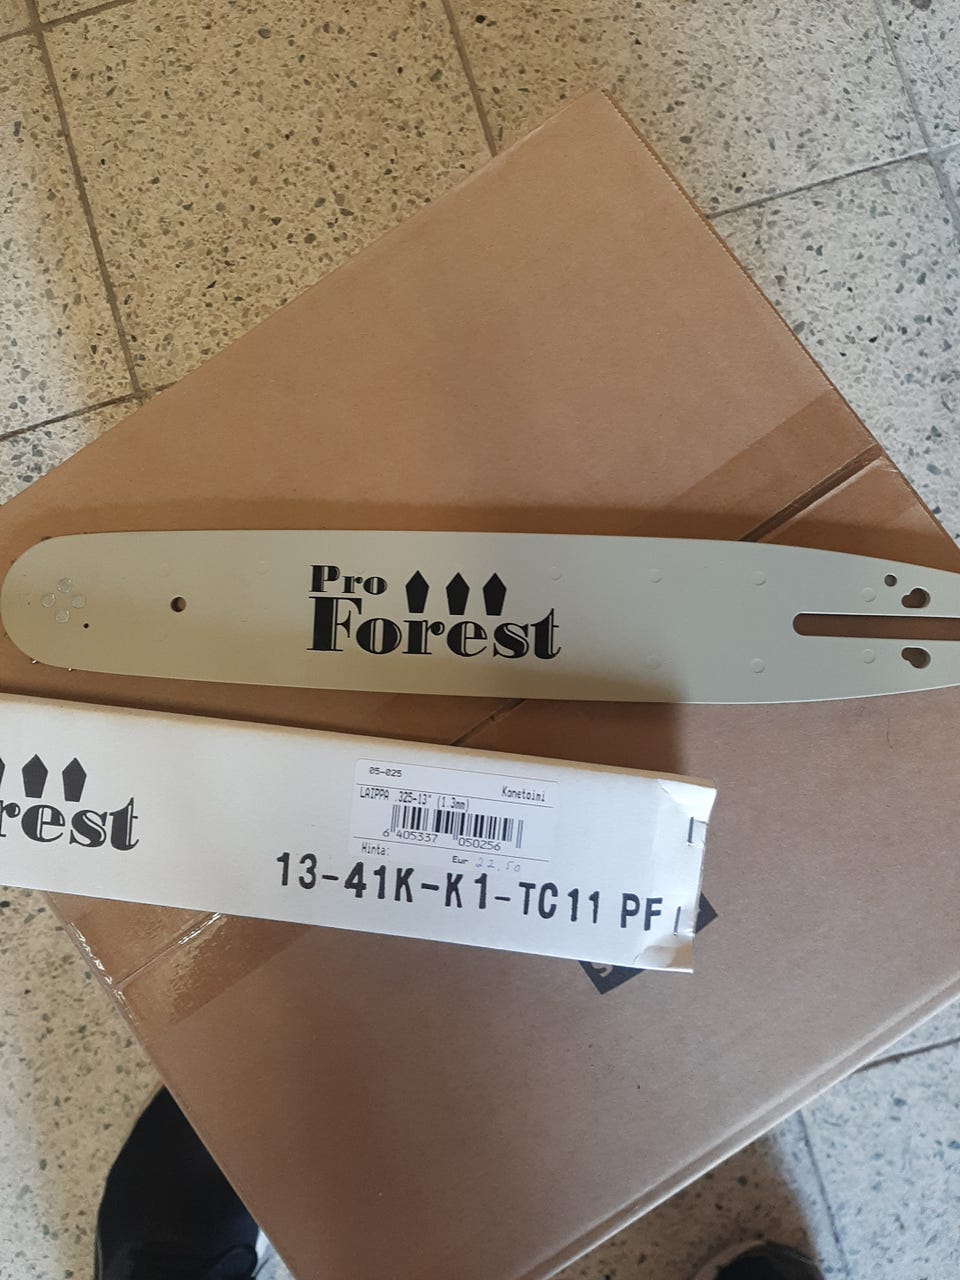 Pro
Forest
rest
05-025
Konetoimi
LAIPPA .325-13" (1.3mm)
6 405337 050256
Hinta:
Eur 22,50
13-41K-K1-TC11 PF